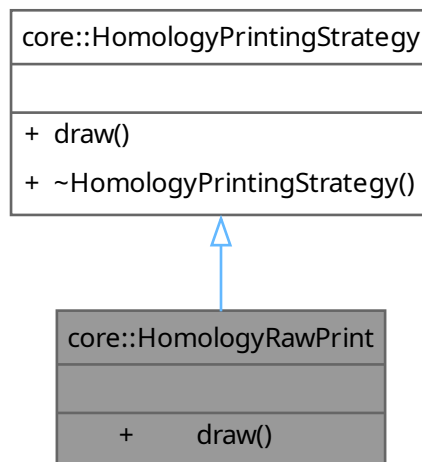 core::HomologyPrintingStrategy
+ draw()
+ ~HomologyPrintingStrategy()
core::HomologyRawPrint
+ draw()